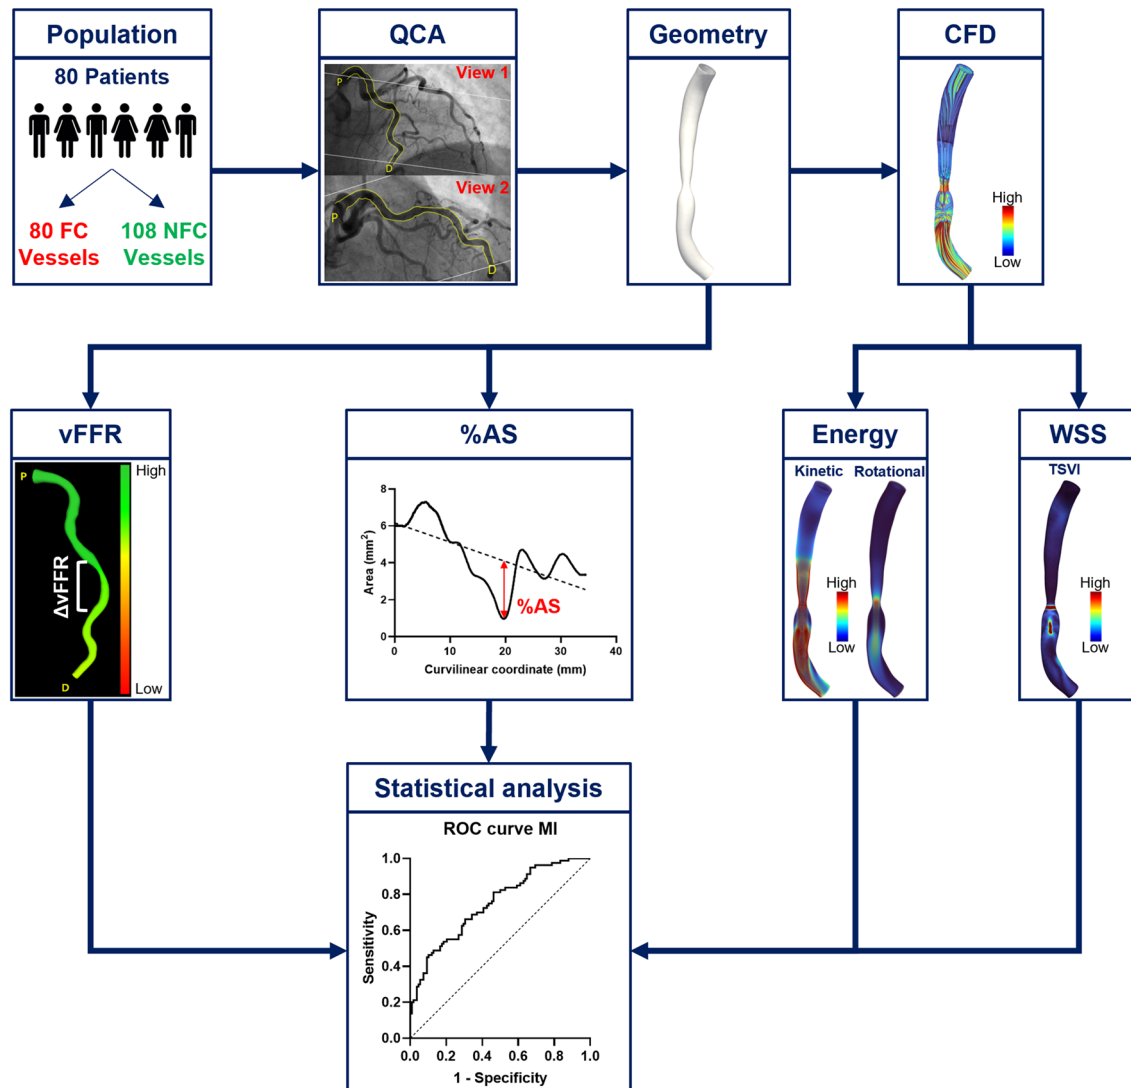 Population
80 Patients
80 FC
Vessels
108 NFC
Vessels
QCA
View 1
P
D
View 2
P
D
Geometry
CFD
High
Low
vFFR
P
High
ΔvFFR
D
Low
%AS
8
6
4
2
0
Area (mm²)
%AS
0
10
20
30
40
Curvilinear coordinate (mm)
Energy
Kinetic
Rotational
High
Low
WSS
TSVI
High
Low
Statistical analysis
ROC curve MI
1.0
0.8
0.6
0.4
0.2
0.0
Sensitivity
0.0
0.2
0.4
0.6
0.8
1.0
1 - Specificity